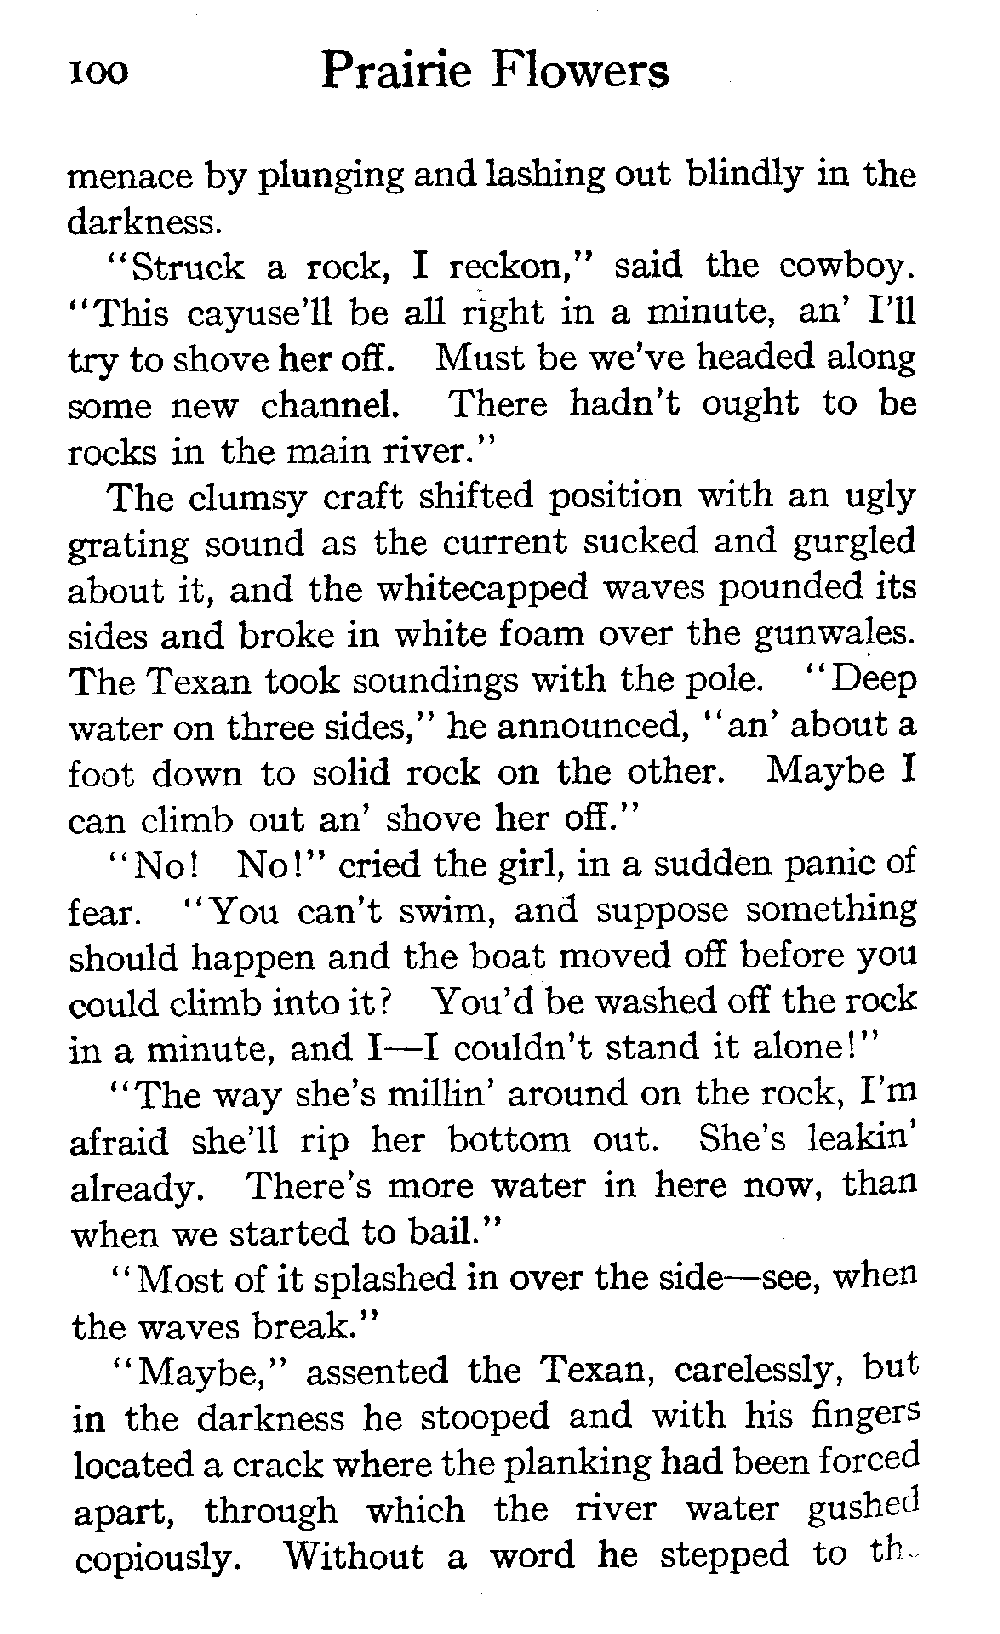 100 Prairie Flowers
menace by plunging and lashing out blindly in the
darkness.
"Struck a rock, I reckon," said the cowboy.
"This cayuse'll be all right in a minute, an' I'll
try to shove her off. Must be we've headed along
some new channel. There hadn't ought to be
rocks in the main river."
The clumsy craft shifted position with an ugly
grating sound as the current sucked and gurgled
about it, and the whitecapped waves pounded its
sides and broke in white foam over the gunwales.
The Texan took soundings with the pole. "Deep
water on three sides," he announced, "an' about a
foot down to solid rock on the other. Maybe I
can climb out an' shove her off."
"No! No!" cried the girl, in a sudden panic of
fear. "You can't swim, and suppose something
should happen and the boat moved off before you
could climb into it? You'd be washed off the rock
in a minute, and I—I couldn't stand it alone!"
"The way she's millin' around on the rock, I'm
afraid she'll rip her bottom out. She's leakin'
already. There's more water in here now, than
when we started to bail."
"Most of it splashed in over the side—see, when
the waves break."
"Maybe," assented the Texan, carelessly, but
in the darkness he stooped and with his fingers
located a crack where the planking had been forced
apart, through which the river water gushed
copiously. Without a word he stepped to